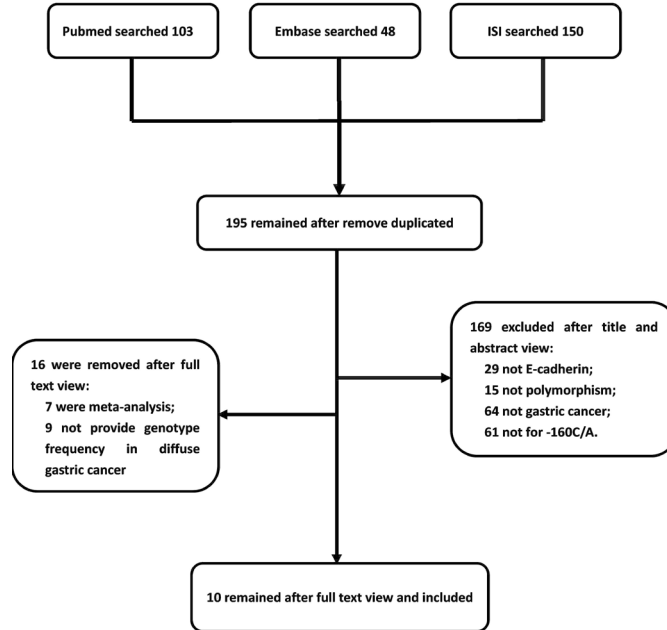 Pubmed searched 103
Embase searched 48
ISI searched 150
195 remained after remove duplicated
169 excluded after title and
abstract view:
29 not E-cadherin;
15 not polymorphism;
64 not gastric cancer;
61 not for -160C/A.
16 were removed after full
text view:
7 were meta-analysis;
9 not provide genotype
frequency in diffuse
gastric cancer
10 remained after full text view and included